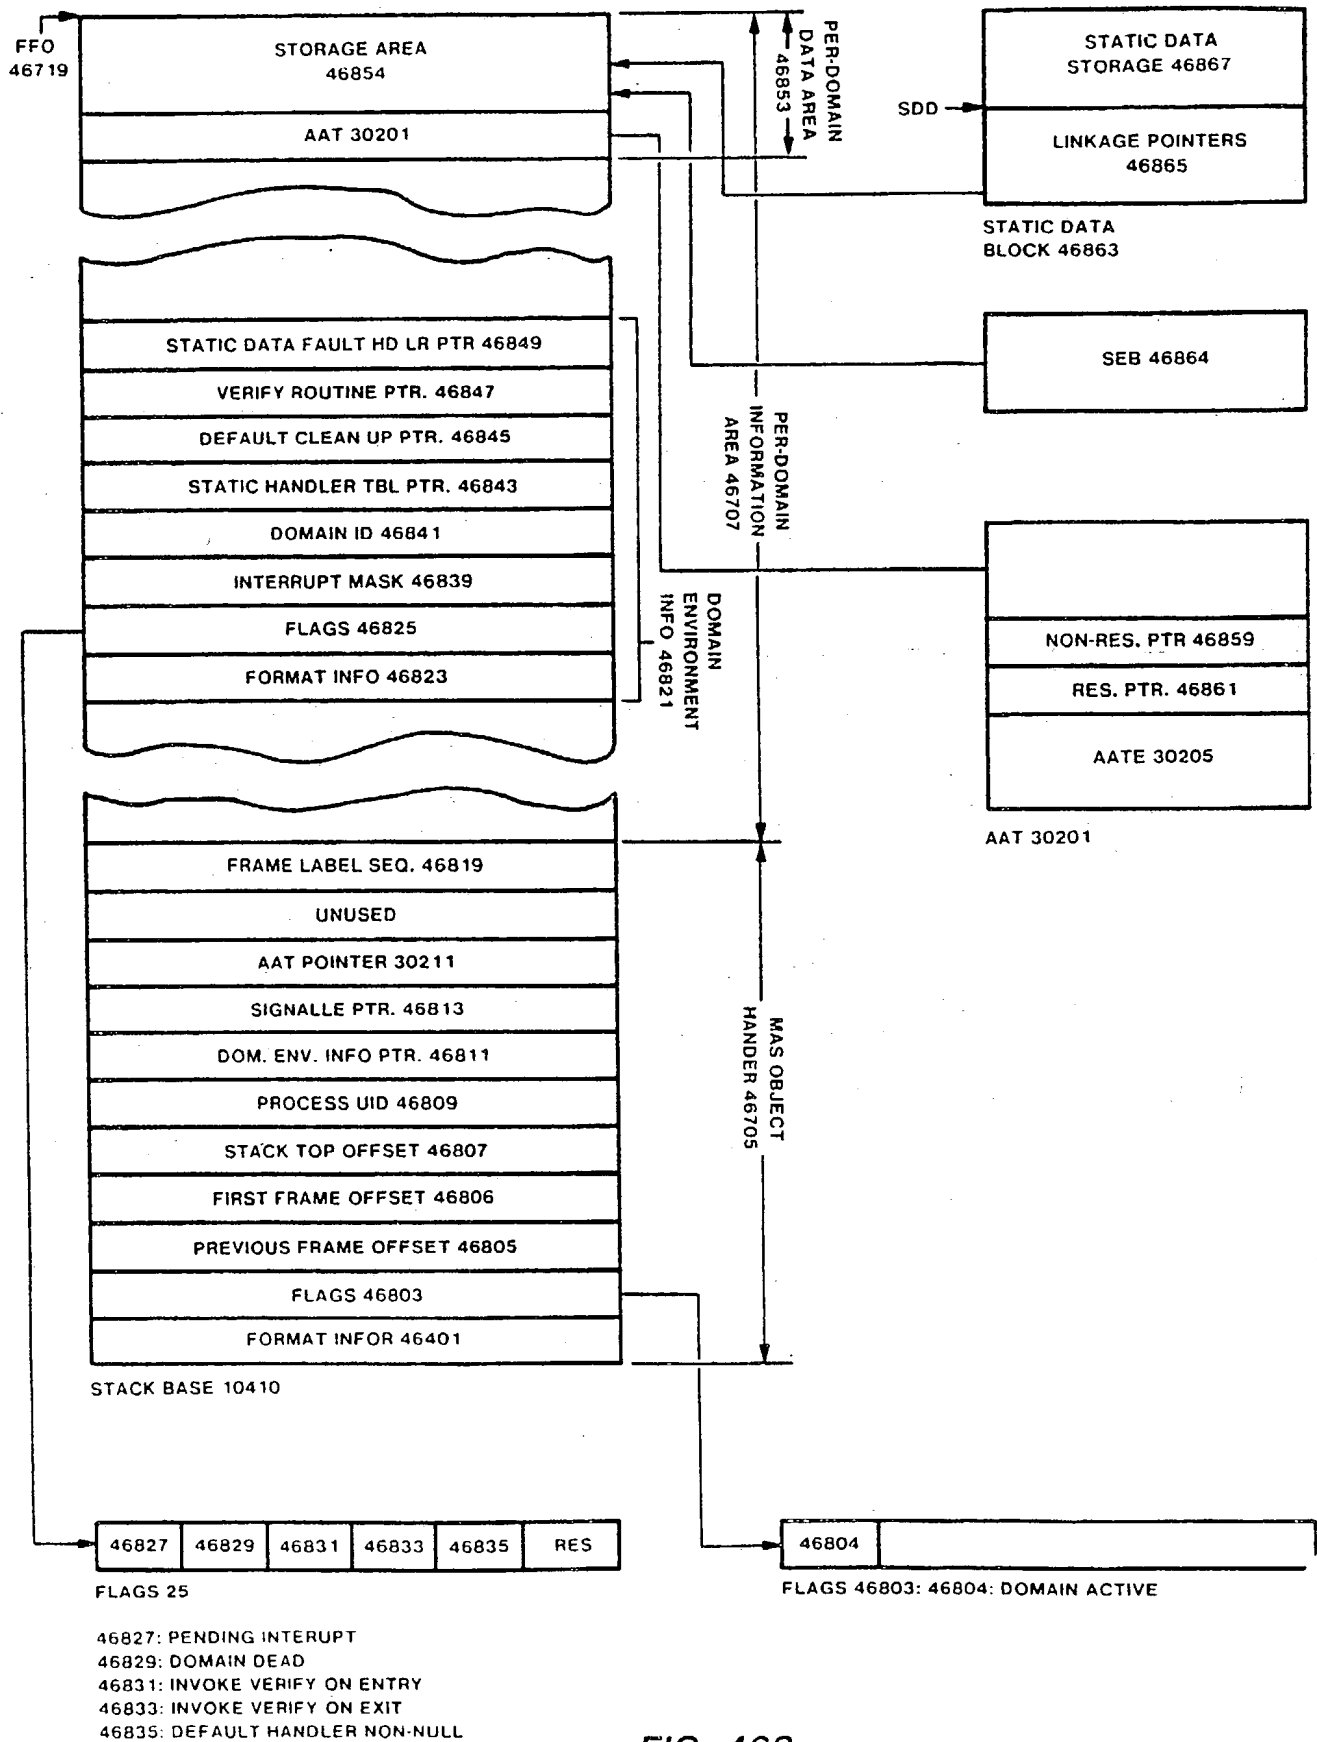 FFO
46719
STORAGE AREA
46854
AAT 30201
PER-DOMAIN
DATA AREA
46853
STATIC DATA
STORAGE 46867
SDD
LINKAGE POINTERS
46865
STATIC DATA
BLOCK 46863
STATIC DATA FAULT HD LR PTR 46849
VERIFY ROUTINE PTR. 46847
DEFAULT CLEAN UP PTR. 46845
STATIC HANDLER TBL PTR. 46843
DOMAIN ID 46841
INTERRUPT MASK 46839
FLAGS 46825
FORMAT INFO 46823
DOMAIN
ENVIRONMENT
INFO 46821
PER-DOMAIN
INFORMATION
AREA 46707
SEB 46864
NON-RES. PTR 46859
RES. PTR. 46861
AATE 30205
AAT 30201
FRAME LABEL SEQ. 46819
UNUSED
AAT POINTER 30211
SIGNALLE PTR. 46813
DOM. ENV. INFO PTR. 46811
PROCESS UID 46809
STACK TOP OFFSET 46807
FIRST FRAME OFFSET 46806
PREVIOUS FRAME OFFSET 46805
FLAGS 46803
FORMAT INFOR 46401
MAS OBJECT
HANDER 46705
STACK BASE 10410
46827 46829 46831 46833 46835 RES
FLAGS 25
46804
FLAGS 46803: 46804: DOMAIN ACTIVE
46827: PENDING INTERUPT
46829: DOMAIN DEAD
46831: INVOKE VERIFY ON ENTRY
46833: INVOKE VERIFY ON EXIT
46835: DEFAULT HANDLER NON-NULL
FIG. 468